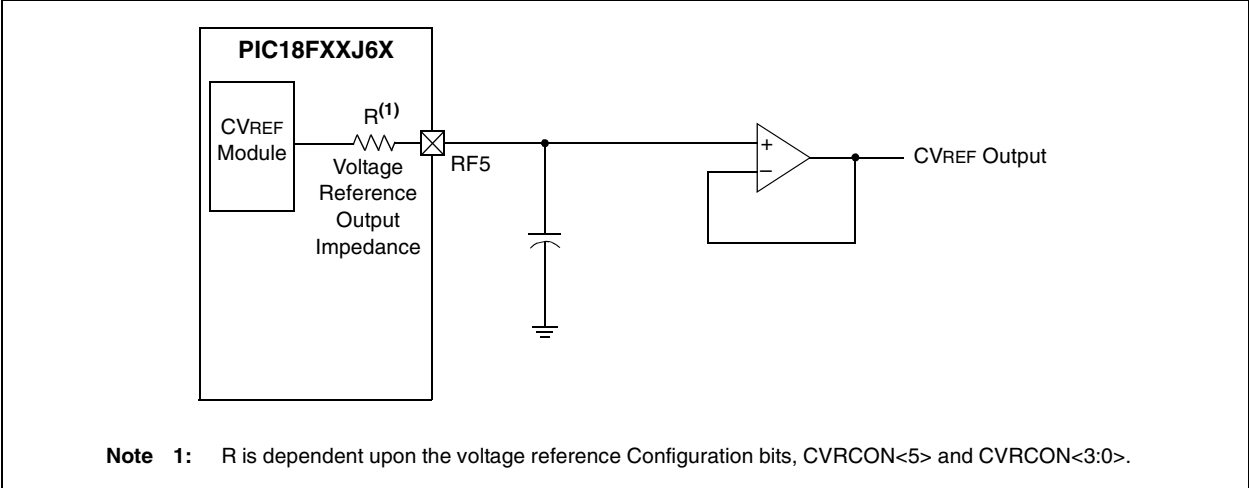 PIC18FXXJ6X
CVREF
Module
R(1)
Voltage
Reference
Output
Impedance
RF5
+
–
CVREF Output
Note 1: R is dependent upon the voltage reference Configuration bits, CVRCON<5> and CVRCON<3:0>.